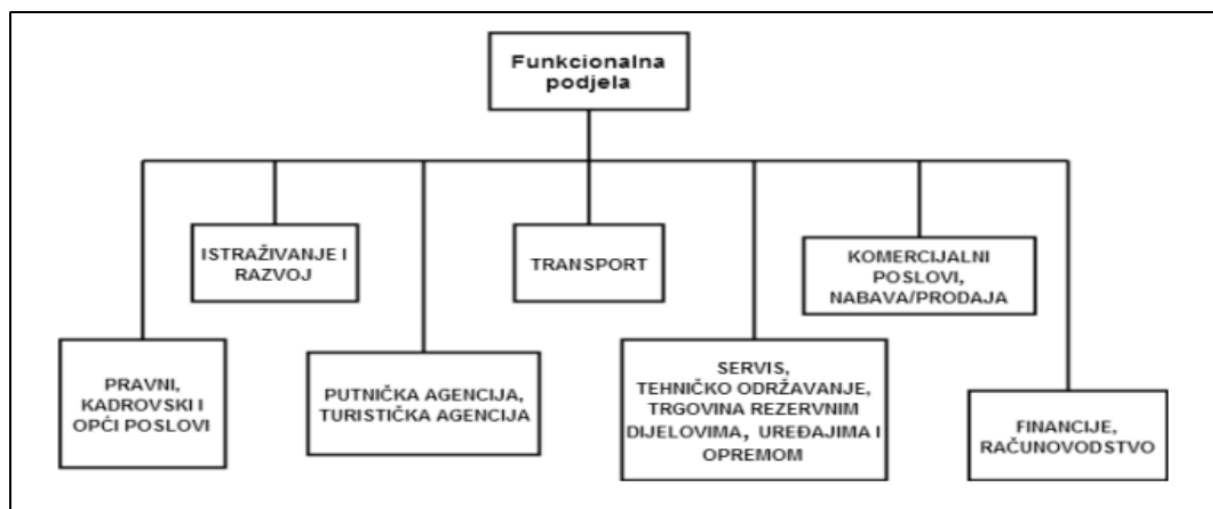 Funkcionalna
podjela
ISTRAŽIVANJE I
RAZVOJ
TRANSPORT
KOMERCIJALNI
POSLOVI,
NABAVA/PRODAJA
PRAVNI,
KADROVSKI I
OPĆI POSLOVI
PUTNIČKA AGENCIJA,
TURISTIČKA AGENCIJA
SERVIS,
TEHNIČKO ODRŽAVANJE,
TRGOVINA REZERVNIM
DIJELOVIMA, UREĐAJIMA I
OPREMOM
FINANCIJE,
RAČUNOVODSTVO